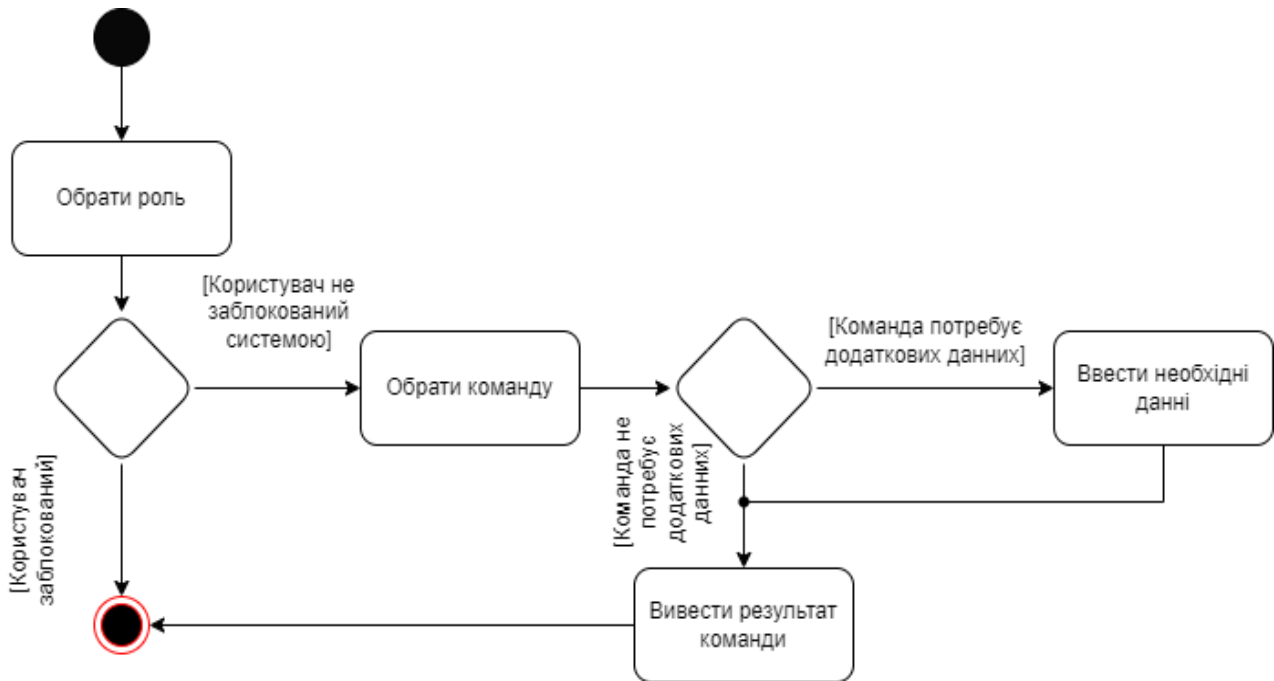 Обрати роль
[Користувач не
заблокований
системою]
Обрати команду
[Команда потребує
додаткових данних]
Ввести необхідні
данні
[Користувач
заблокований]
[Команда не
потребує
додаткових
данних]
Вивести результат
команди